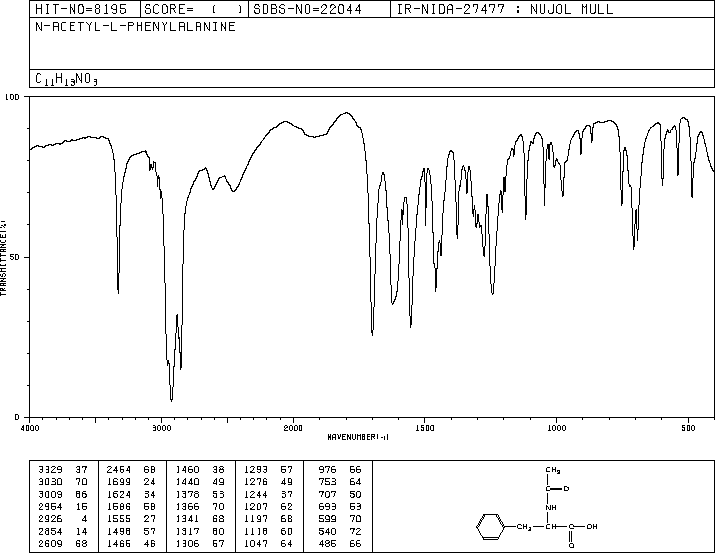 HIT-NO=8195 SCORE= ( ) SDBS-NO=22044 IR-NIDA-27477 : NUJOL MULL
N-ACETYL-L-PHENYLALANINE
C11H13NO3
100
TRANSMITTANCE(%)
50
0
4000 3000 2000 1500 1000 500
WAVENUMBER(-1)
3329 37 2464 68 1460 38 1293 57 976 66
3030 70 1699 24 1440 49 1276 49 753 64
3009 86 1624 34 1378 53 1244 37 707 50
2954 16 1586 58 1366 70 1207 62 699 53
2926 4 1555 27 1341 68 1197 68 599 70
2854 14 1498 57 1317 80 1118 60 540 72
2609 68 1466 46 1306 57 1047 64 486 66
CH3
C O
NH
CH2 CH C OH
O